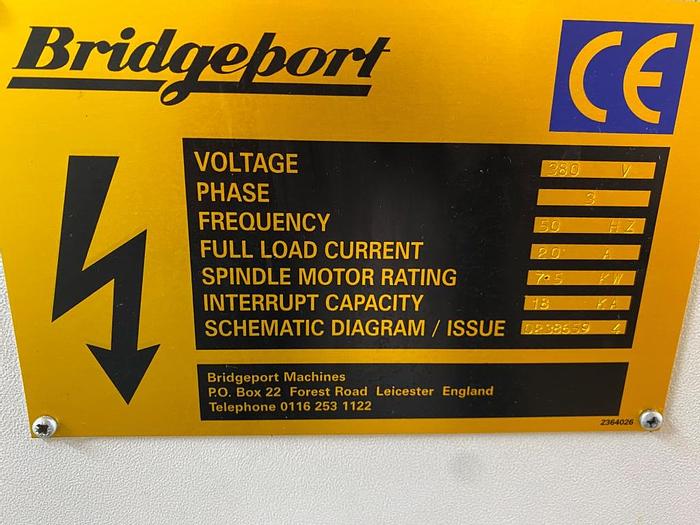 Bridgeport
CE
VOLTAGE 380 V
PHASE 3
FREQUENCY 50 HZ
FULL LOAD CURRENT 20 A
SPINDLE MOTOR RATING KW
INTERRUPT CAPACITY 18 KA
SCHEMATIC DIAGRAM / ISSUE 4
Bridgeport Machines
P.O. Box 22 Forest Road Leicester England
Telephone 0116 253 1122
2364026